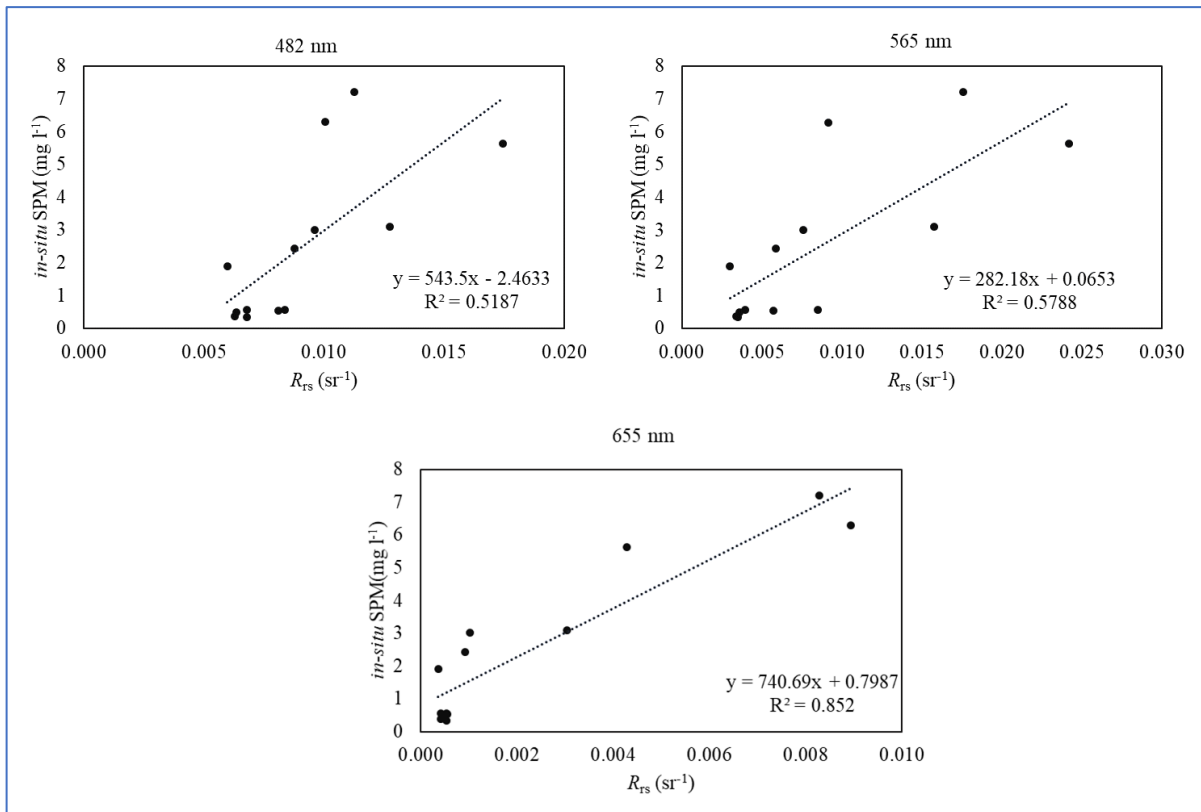 482 nm
8
7
6
5
4
3
2
1
0
in-situ SPM (mg l⁻¹)
y = 543.5x - 2.4633
R² = 0.5187
0.000 0.005 0.010 0.015 0.020
Rrs (sr⁻¹)
565 nm
8
7
6
5
4
3
2
1
0
in-situ SPM (mg l⁻¹)
y = 282.18x + 0.0653
R² = 0.5788
0.000 0.005 0.010 0.015 0.020 0.025 0.030
Rrs (sr⁻¹)
655 nm
8
7
6
5
4
3
2
1
0
in-situ SPM(mg l⁻¹)
y = 740.69x + 0.7987
R² = 0.852
0.000 0.002 0.004 0.006 0.008 0.010
Rrs (sr⁻¹)